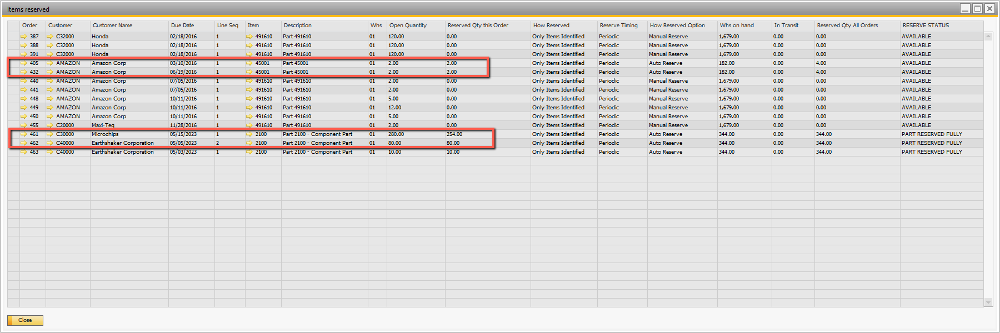 Items reserved
Order Customer Customer Name Due Date Line Seq Item Description Whs Open Quantity Reserved Qty this Order How Reserved Reserve Timing How Reserved Option Whs on hand In Transit Reserved Qty All Orders RESERVE STATUS
387 C32000 Honda 02/18/2016 1 491610 Part 491610 01 120.00 0.00 Only Items Identified Periodic Manual Reserve 1,679.00 0.00 0.00 AVAILABLE
388 C32000 Honda 02/18/2016 1 491610 Part 491610 01 120.00 0.00 Only Items Identified Periodic Manual Reserve 1,679.00 0.00 0.00 AVAILABLE
391 C32000 Honda 02/18/2016 1 491610 Part 491610 01 120.00 0.00 Only Items Identified Periodic Manual Reserve 1,679.00 0.00 0.00 AVAILABLE
405 AMAZON Amazon Corp 03/10/2016 1 45001 Part 45001 01 2.00 2.00 Only Items Identified Periodic Auto Reserve 182.00 0.00 4.00 AVAILABLE
432 AMAZON Amazon Corp 06/19/2016 1 45001 Part 45001 01 2.00 2.00 Only Items Identified Periodic Auto Reserve 182.00 0.00 4.00 AVAILABLE
440 AMAZON Amazon Corp 07/05/2016 1 491610 Part 491610 01 2.00 0.00 Only Items Identified Periodic Manual Reserve 1,679.00 0.00 0.00 AVAILABLE
441 AMAZON Amazon Corp 07/05/2016 1 491610 Part 491610 01 2.00 0.00 Only Items Identified Periodic Manual Reserve 1,679.00 0.00 0.00 AVAILABLE
448 AMAZON Amazon Corp 10/11/2016 1 491610 Part 491610 01 5.00 0.00 Only Items Identified Periodic Manual Reserve 1,679.00 0.00 0.00 AVAILABLE
449 AMAZON Amazon Corp 10/11/2016 1 491610 Part 491610 01 12.00 0.00 Only Items Identified Periodic Manual Reserve 1,679.00 0.00 0.00 AVAILABLE
450 AMAZON Amazon Corp 10/11/2016 1 491610 Part 491610 01 5.00 0.00 Only Items Identified Periodic Manual Reserve 1,679.00 0.00 0.00 AVAILABLE
455 C20000 Maxi-Teq 11/28/2016 1 491610 Part 491610 01 2.00 0.00 Only Items Identified Periodic Manual Reserve 1,679.00 0.00 0.00 AVAILABLE
461 C30000 Microchips 05/15/2023 1 2100 Part 2100 - Component Part 01 280.00 254.00 Only Items Identified Periodic Auto Reserve 344.00 0.00 344.00 PART RESERVED FULLY
462 C40000 Earthshaker Corporation 05/05/2023 2 2100 Part 2100 - Component Part 01 80.00 80.00 Only Items Identified Periodic Auto Reserve 344.00 0.00 344.00 PART RESERVED FULLY
463 C40000 Earthshaker Corporation 05/03/2023 1 2100 Part 2100 - Component Part 01 10.00 10.00 Only Items Identified Periodic Auto Reserve 344.00 0.00 344.00 PART RESERVED FULLY
Close